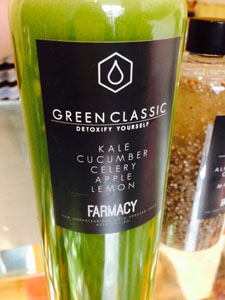 GREEN CLASSIC
DETOXIFY YOURSELF
KALE
CUCUMBER
CELERY
APPLE
LEMON
FARMACY